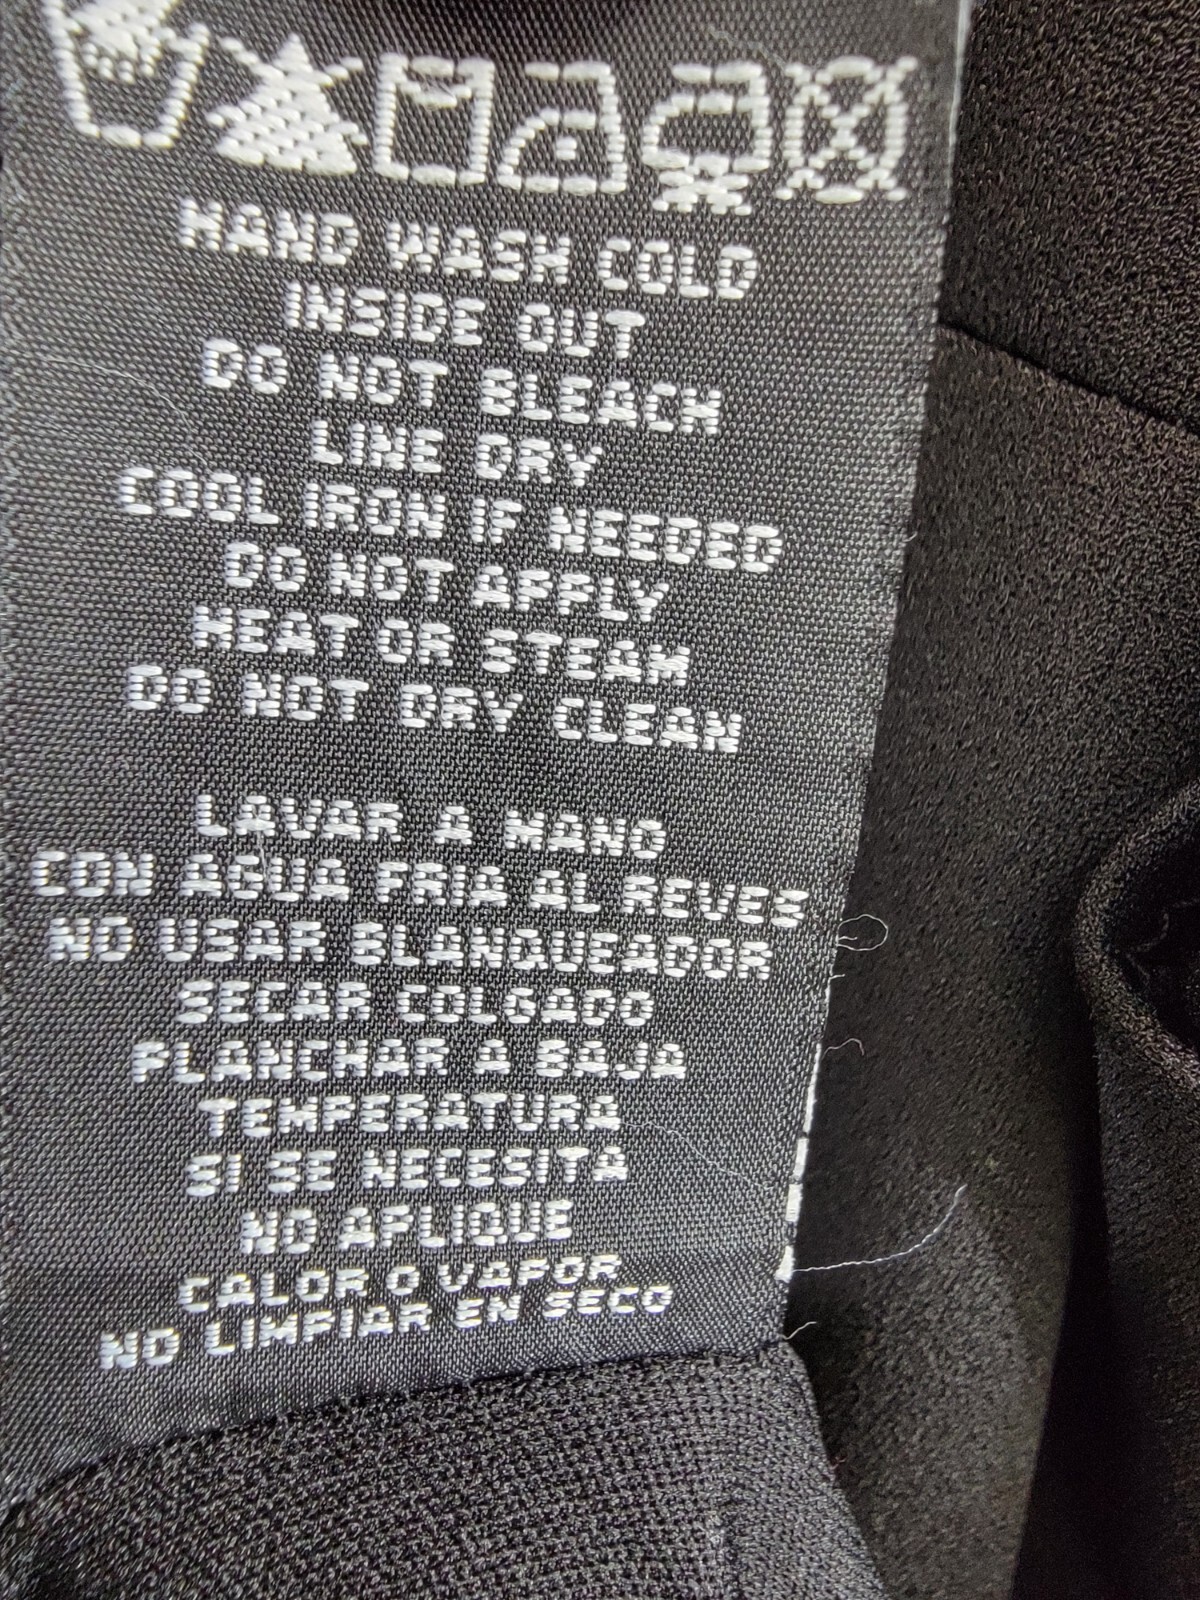 HAND WASH COLD
INSIDE OUT
DO NOT BLEACH
LINE DRY
COOL IRON IF NEEDED
DO NOT APPLY
HEAT OR STEAM
DO NOT DRY CLEAN
LAVAR A MANO
CON AGUA FRIA AL REVES
NO USAR BLANQUEADOR
SECAR COLGADO
PLANCHAR A BAJA
TEMPERATURA
SI SE NECESITA
NO APLIQUE
CALOR O VAPOR
NO LIMPIAR EN SECO